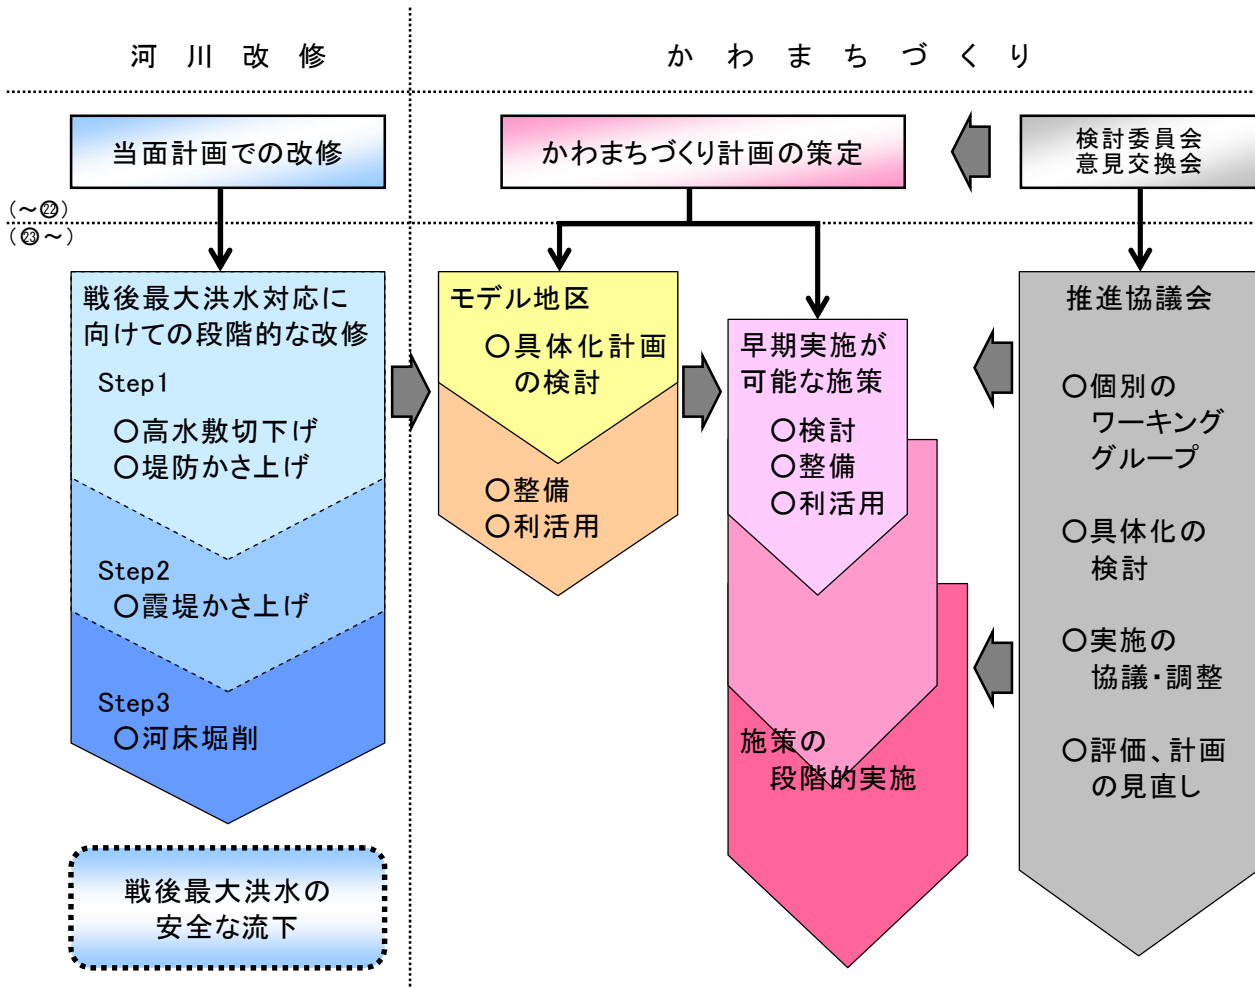 河川改修
かわまちづくり
当面計画での改修
かわまちづくり計画の策定
検討委員会
意見交換会
(～㉒)
(㉓～)
戦後最大洪水対応に
向けての段階的な改修
Step1
○高水敷切下げ
○堤防かさ上げ
Step2
○霞堤かさ上げ
Step3
○河床堀削
戦後最大洪水の
安全な流下
モデル地区
○具体化計画
の検討
○整備
○利活用
早期実施が
可能な施策
○検討
○整備
○利活用
施策の
段階的実施
推進協議会
○個別の
ワーキング
グループ
○具体化の
検討
○実施の
協議・調整
○評価、計画
の見直し